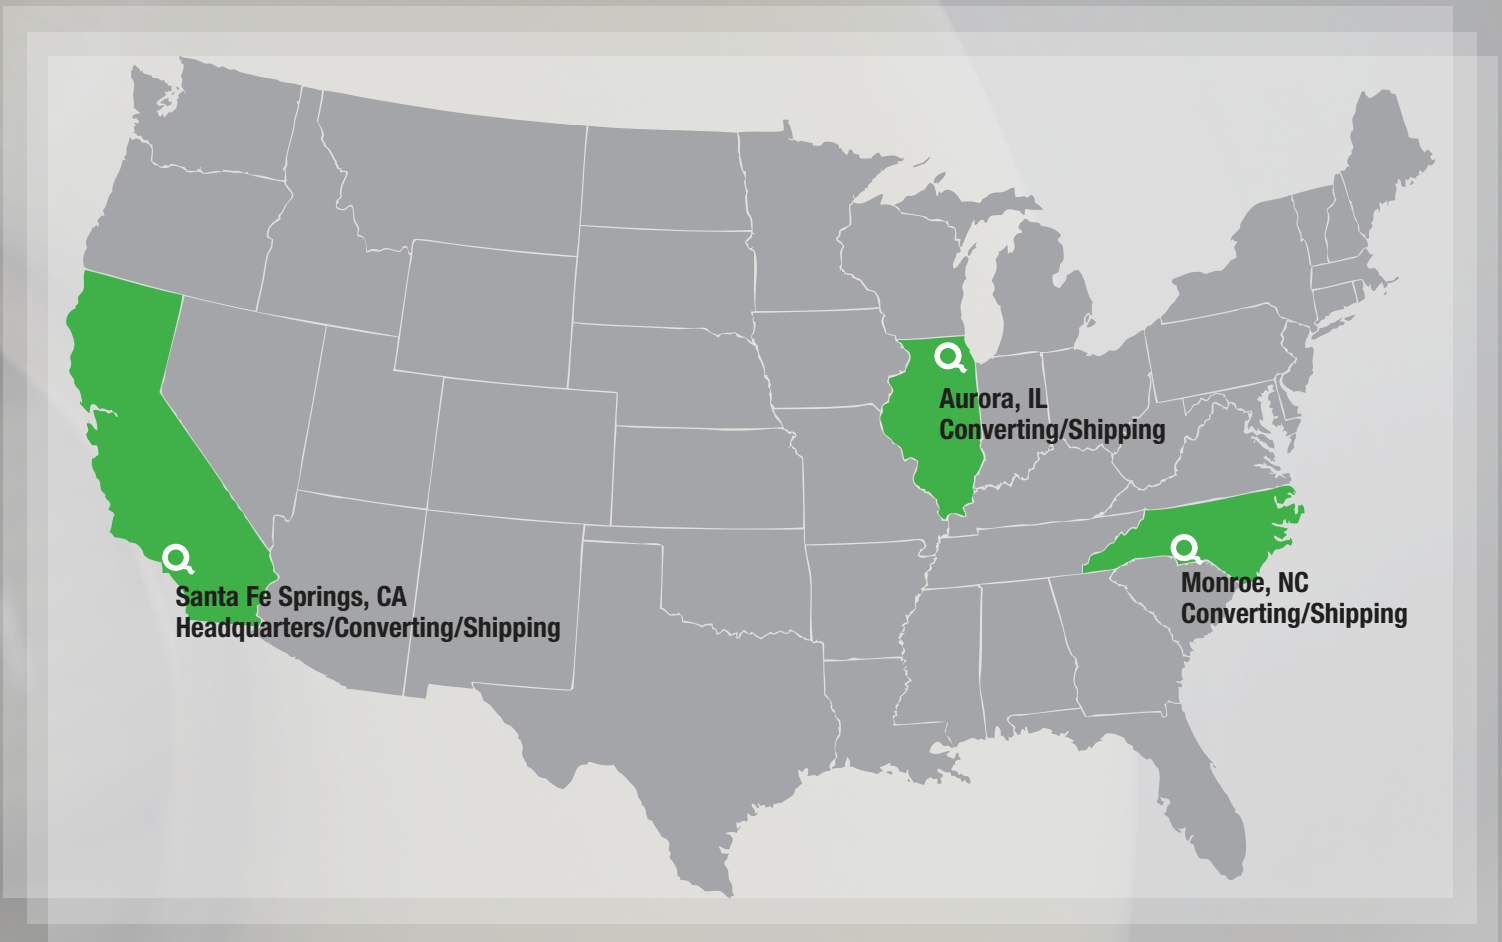 Aurora, IL
Converting/Shipping
Santa Fe Springs, CA
Headquarters/Converting/Shipping
Monroe, NC
Converting/Shipping